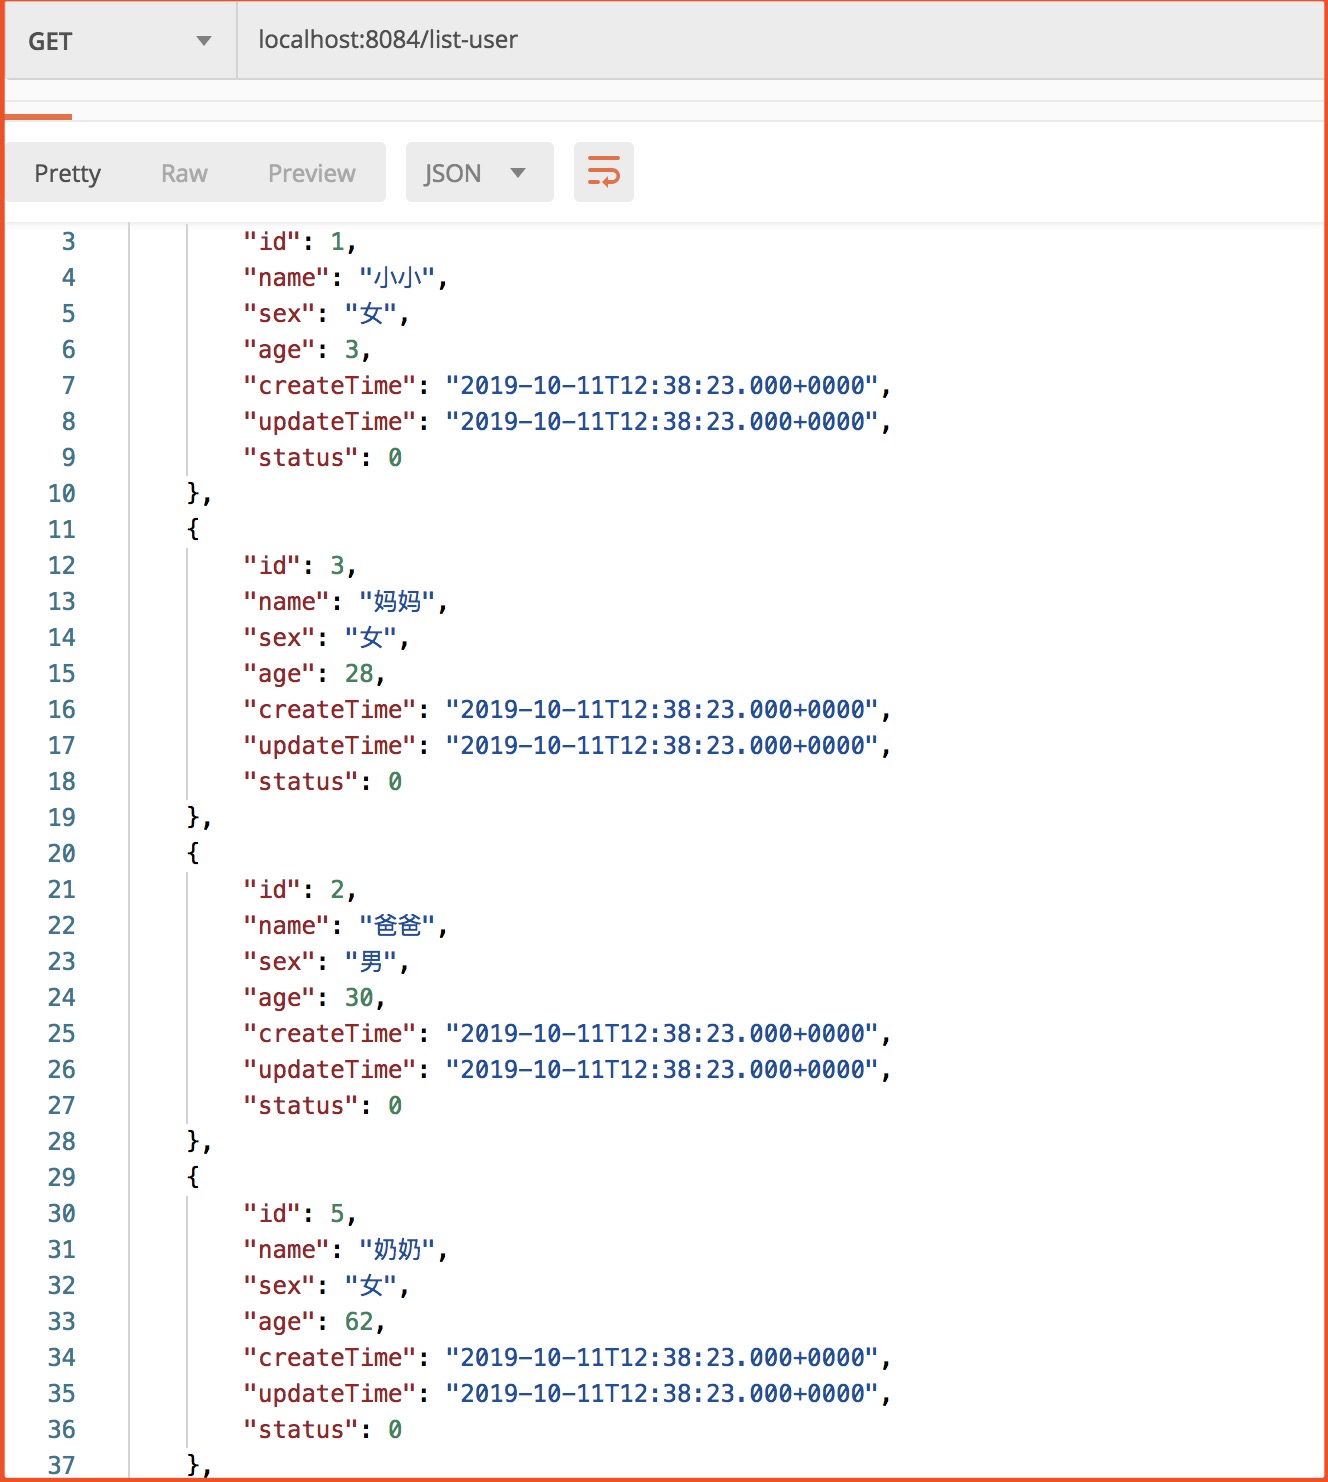 GET localhost:8084/list-user
Pretty Raw Preview JSON
3 "id": 1,
4 "name": "小小",
5 "sex": "女",
6 "age": 3,
7 "createTime": "2019-10-11T12:38:23.000+0000",
8 "updateTime": "2019-10-11T12:38:23.000+0000",
9 "status": 0
10 },
11 {
12 "id": 3,
13 "name": "妈妈",
14 "sex": "女",
15 "age": 28,
16 "createTime": "2019-10-11T12:38:23.000+0000",
17 "updateTime": "2019-10-11T12:38:23.000+0000",
18 "status": 0
19 },
20 {
21 "id": 2,
22 "name": "爸爸",
23 "sex": "男",
24 "age": 30,
25 "createTime": "2019-10-11T12:38:23.000+0000",
26 "updateTime": "2019-10-11T12:38:23.000+0000",
27 "status": 0
28 },
29 {
30 "id": 5,
31 "name": "奶奶",
32 "sex": "女",
33 "age": 62,
34 "createTime": "2019-10-11T12:38:23.000+0000",
35 "updateTime": "2019-10-11T12:38:23.000+0000",
36 "status": 0
37 },